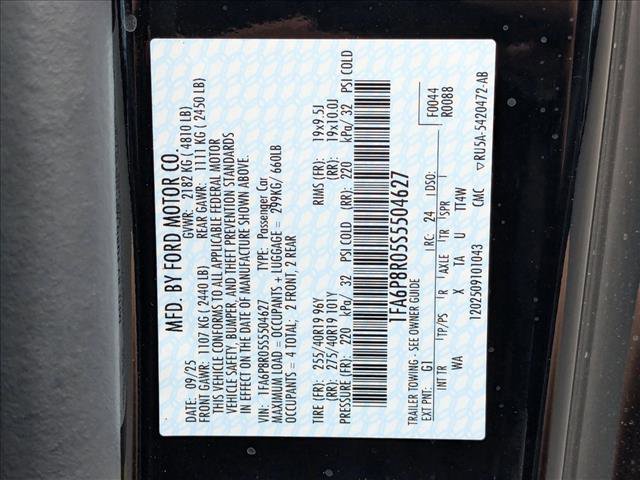 MFD. BY FORD MOTOR CO.
DATE: 09/25 GVWR: 2182 KG ( 4810 LB)
FRONT GAWR: 1107 KG ( 2440 LB) REAR GAWR: 1111 KG ( 2450 LB)
THIS VEHICLE CONFORMS TO ALL APPLICABLE FEDERAL MOTOR
VEHICLE SAFETY, BUMPER, AND THEFT PREVENTION STANDARDS
IN EFFECT ON THE DATE OF MANUFACTURE SHOWN ABOVE.
VIN: 1FA6P8R05S5504627 TYPE: Passenger Car
MAXIMUM LOAD = OCCUPANTS + LUGGAGE = 299KG/ 660LB
OCCUPANTS = 4 TOTAL; 2 FRONT, 2 REAR
TIRE (FR): 255/40R19 96Y RIMS (FR): 19x9.5J
(RR): 275/40R19 101Y (RR): 19x10.0J
PRESSURE (FR): 220 kPa/ 32 PSI COLD (RR): 220 kPa/ 32 PSI COLD
1FA6P8R05S5504627
TRAILER TOWING - SEE OWNER GUIDE F0044
EXT PNT: G1 RC: 24 DSO: R0088
INT TR TP/PS R AXLE TR SPR
WA X TA U TT4W
1202509101043 CMC ▽RU5A-5420472-AB